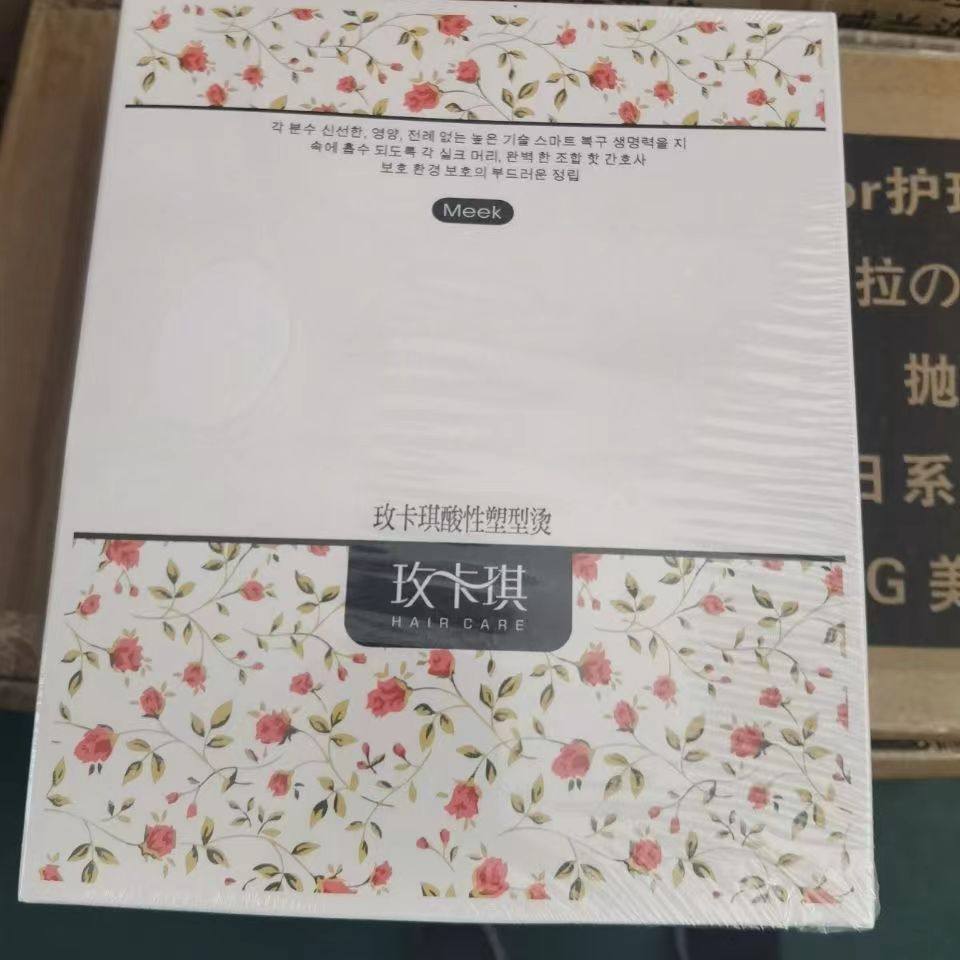 각 분수 신선한, 영양, 전례 없는 높은 기술 스마트 복구 생명력을 지
속에 흡수 되도록 각 실크 머리, 완벽 한 조합 핫 간호사
보호 환경 보호의 부드러운 정립
Meek
玫卡琪酸性塑型烫
玫卡琪
HAIR CARE
or护理
拉の
抛
日系
G美